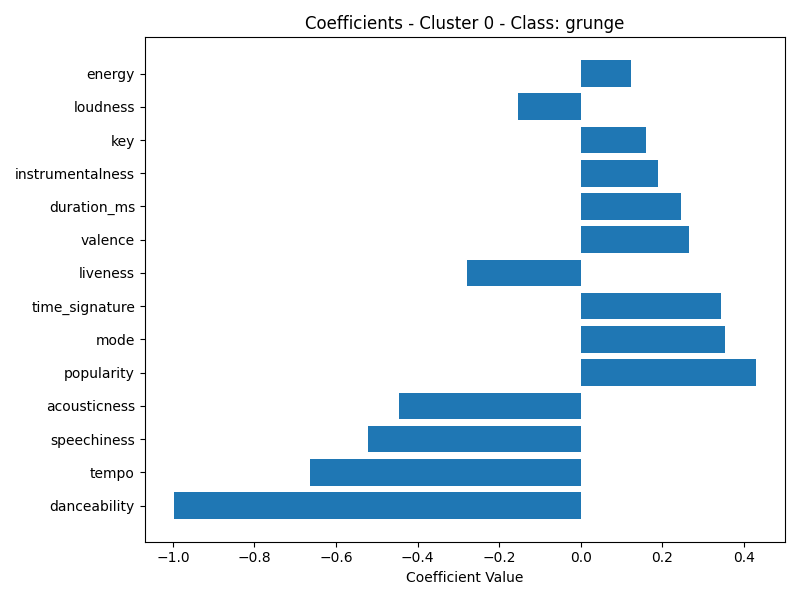 Coefficients - Cluster 0 - Class: grunge
energy
loudness
key
instrumentalness
duration_ms
valence
liveness
time_signature
mode
popularity
acousticness
speechiness
tempo
danceability
−1.0 −0.8 −0.6 −0.4 −0.2 0.0 0.2 0.4
Coefficient Value